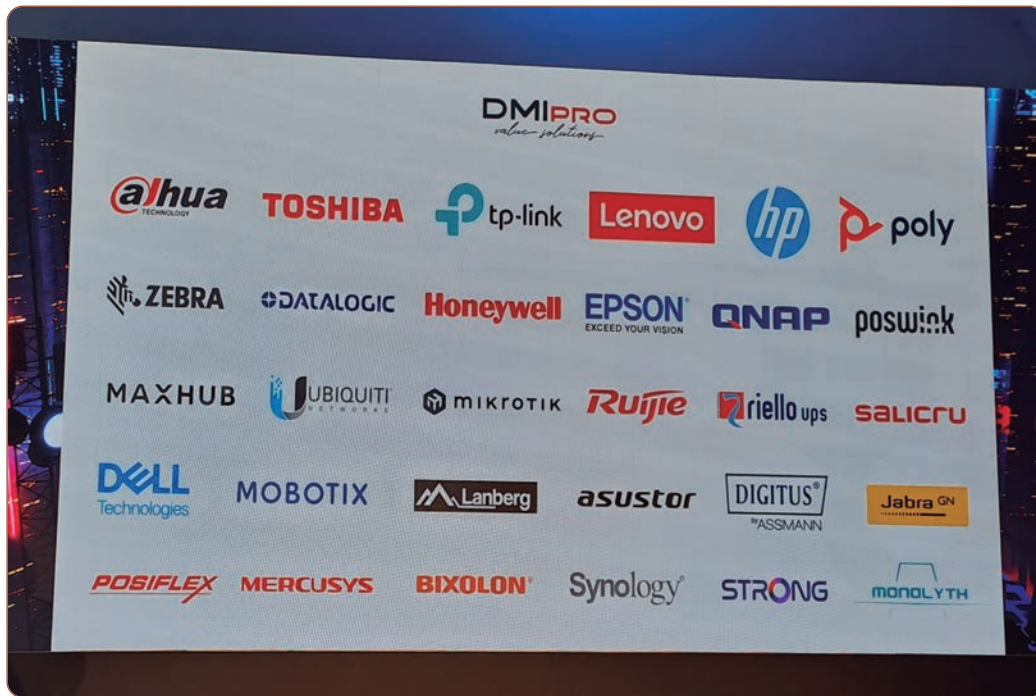 DMIPRO
value solutions
alhua
TECHNOLOGY
TOSHIBA
tp-link
Lenovo
hp
poly
ZEBRA
DATALOGIC
Honeywell
EPSON
EXCEED YOUR VISION
QNAP
poswink
MAXHUB
UBIQUITI
NETWORKS
MIKROTIK
Ruijie
riello ups
SALICRU
DELL
Technologies
MOBOTIX
Lanberg
asustor
DIGITUS®
by ASSMANN
Jabra GN
POSIFLEX
MERCUSYS
BIXOLON®
Synology®
STRONG
MONOLYTH